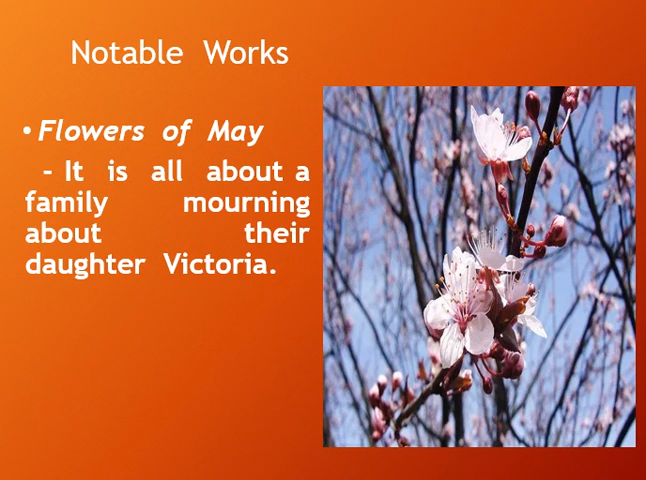 Notable Works
• Flowers of May
- It is all about a
family mourning
about their
daughter Victoria.